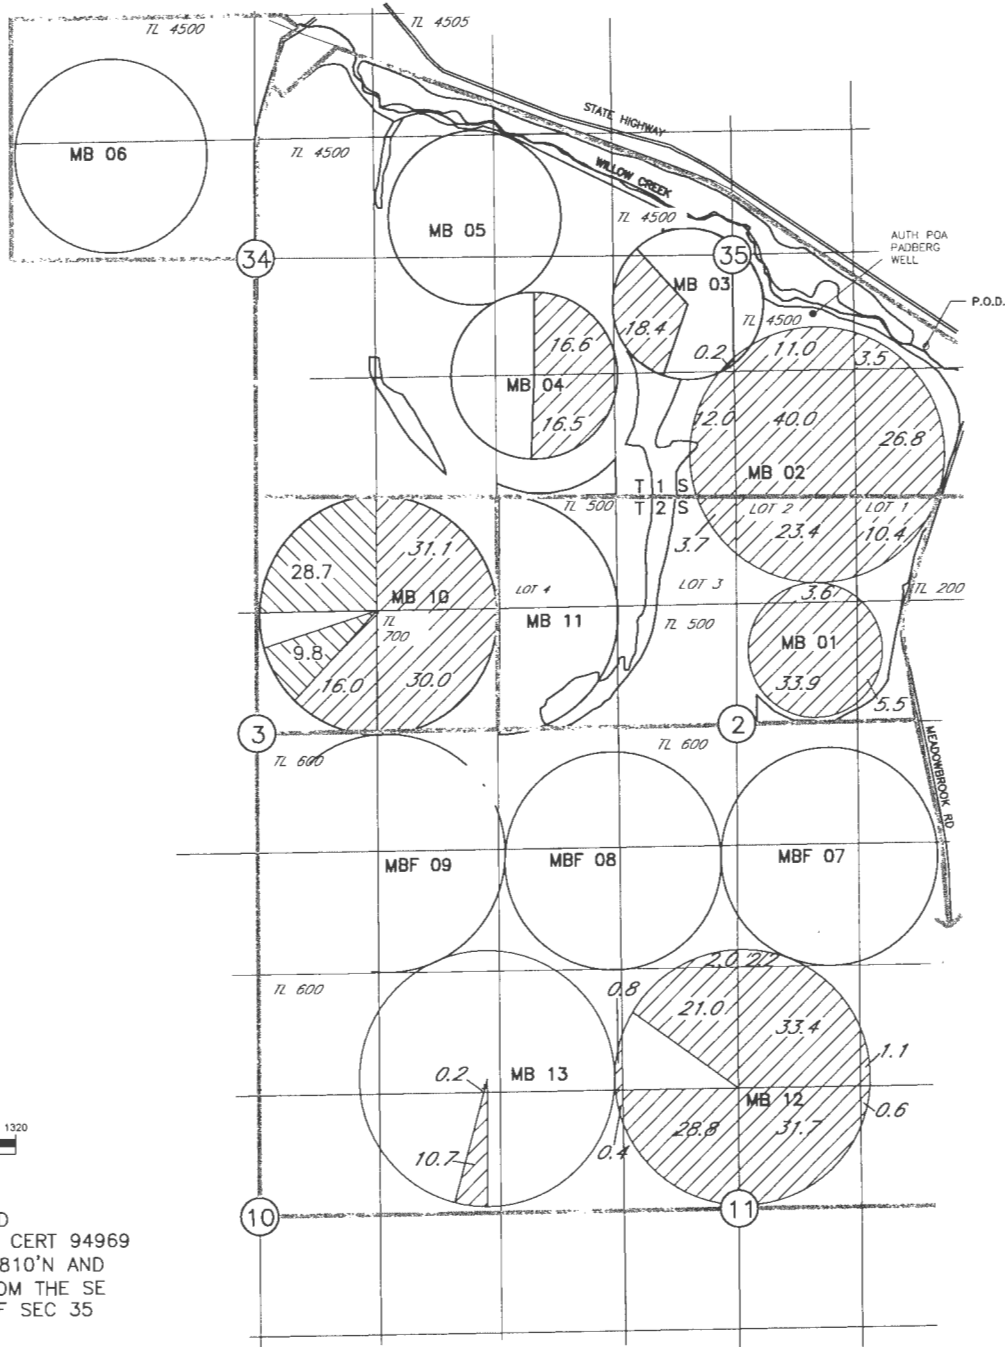 TL 4500
TL 4505
STATE HIGHWAY
MB 06
TL 4500
WILLOW CREEK
TL 4500
MB 05
AUTH POA
PADBERG
WELL
34
35
MB 03
P.O.D.
18.4
TL 4500
0.2
11.0
3.5
16.6
MB 04
16.5
12.0
40.0
26.8
MB 02
T 1 S
T 2 S
TL 500
LOT 2
LOT 1
23.4
10.4
3.7
31.1
28.7
MB 10
LOT 4
LOT 3
TL 200
3.6
TL
700
MB 11
TL 500
MB 01
9.8
16.0
30.0
33.9
5.5
3
2
TL 600
TL 600
MEADOWBROOK RD
MBF 09
MBF 08
MBF 07
TL 600
2.0
2.2
0.8
21.0
33.4
1.1
0.2
MB 13
MB 12
0.6
28.8
31.7
0.4
10.7
1320
10
11
D
CERT 94969
810'N AND
OM THE SE
F SEC 35